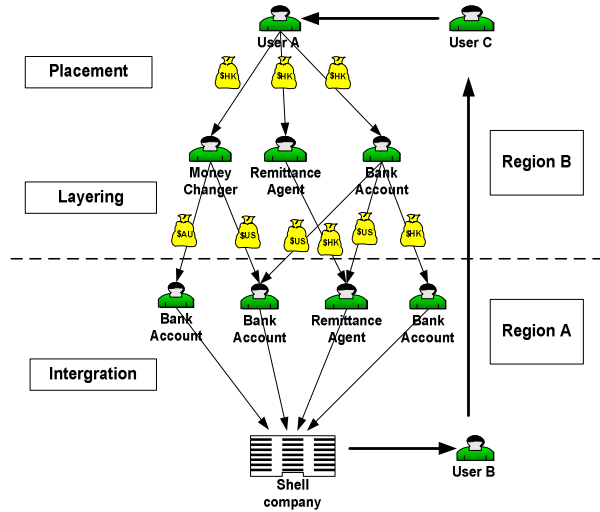 User A
User C
Placement
$HK
$HK
$HK
Money
Changer
Remittance
Agent
Bank
Account
Region B
Layering
$AU
$US
$US
$HK
$US
$HK
Bank
Account
Bank
Account
Remittance
Agent
Bank
Account
Region A
Intergration
Shell
company
User B